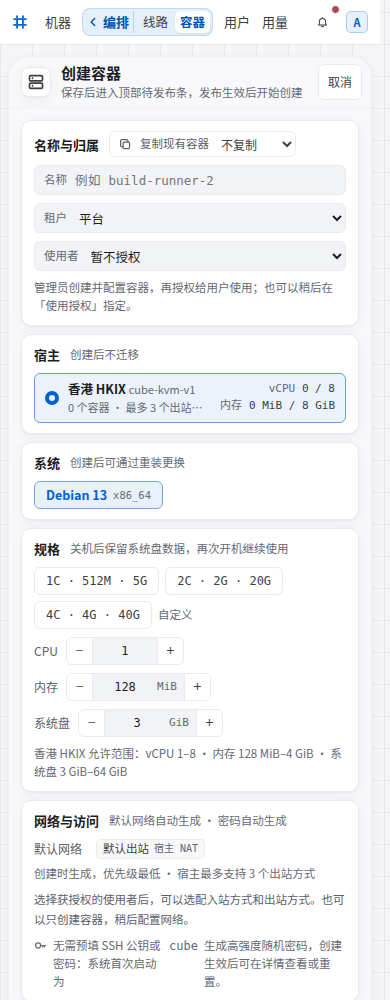 机器 编排 线路 容器 用户 用量 A
创建容器
保存后进入顶部待发布条，发布生效后开始创建
取消
名称与归属 复制现有容器 不复制
名称 例如 build-runner-2
租户 平台
使用者 暂不授权
管理员创建并配置容器，再授权给用户使用；也可以稍后在
「使用授权」指定。
宿主 创建后不迁移
香港 HKIX cube-kvm-v1 vCPU 0 / 8
0 个容器 · 最多 3 个出站… 内存 0 MiB / 8 GiB
系统 创建后可通过重装更换
Debian 13 x86_64
规格 关机后保留系统盘数据，再次开机继续使用
1C · 512M · 5G 2C · 2G · 20G
4C · 4G · 40G 自定义
CPU − 1 +
内存 − 128 MiB +
系统盘 − 3 GiB +
香港 HKIX 允许范围：vCPU 1–8 · 内存 128 MiB–4 GiB · 系
统盘 3 GiB–64 GiB
网络与访问 默认网络自动生成 · 密码自动生成
默认网络 默认出站 宿主 NAT
创建时生成，优先级最低 · 宿主最多支持 3 个出站方式
选择获授权的使用者后，可以选配入站方式和出站方式。也可
以只创建容器，稍后配置网络。
无需预填 SSH 公钥或 cube 生成高强度随机密码，创建
密码：系统首次启动 生效后可在详情查看或重
为 置。